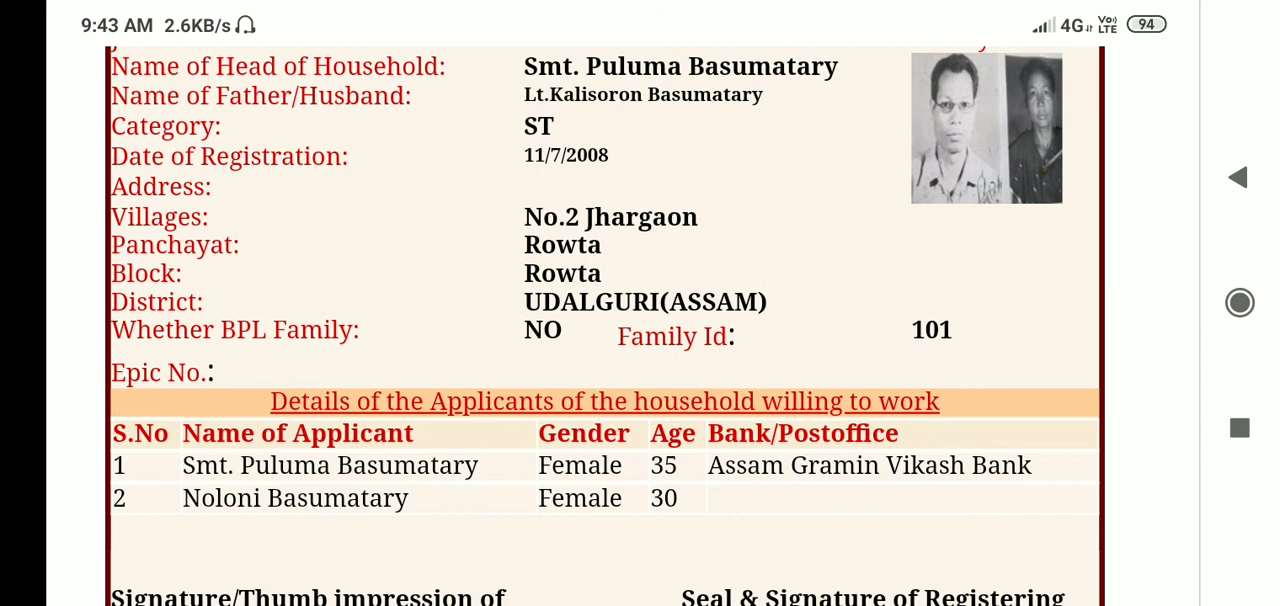 9:43 AM 2.6KB/s 4G Vo)) LTE 94
Name of Head of Household: Smt. Puluma Basumatary
Name of Father/Husband: Lt.Kalisoron Basumatary
Category: ST
Date of Registration: 11/7/2008
Address:
Villages: No.2 Jhargaon
Panchayat: Rowta
Block: Rowta
District: UDALGURI(ASSAM)
Whether BPL Family: NO Family Id: 101
Epic No.:
Details of the Applicants of the household willing to work
S.No Name of Applicant Gender Age Bank/Postoffice
1 Smt. Puluma Basumatary Female 35 Assam Gramin Vikash Bank
2 Noloni Basumatary Female 30
Signature/Thumb impression of Seal & Signature of Registering